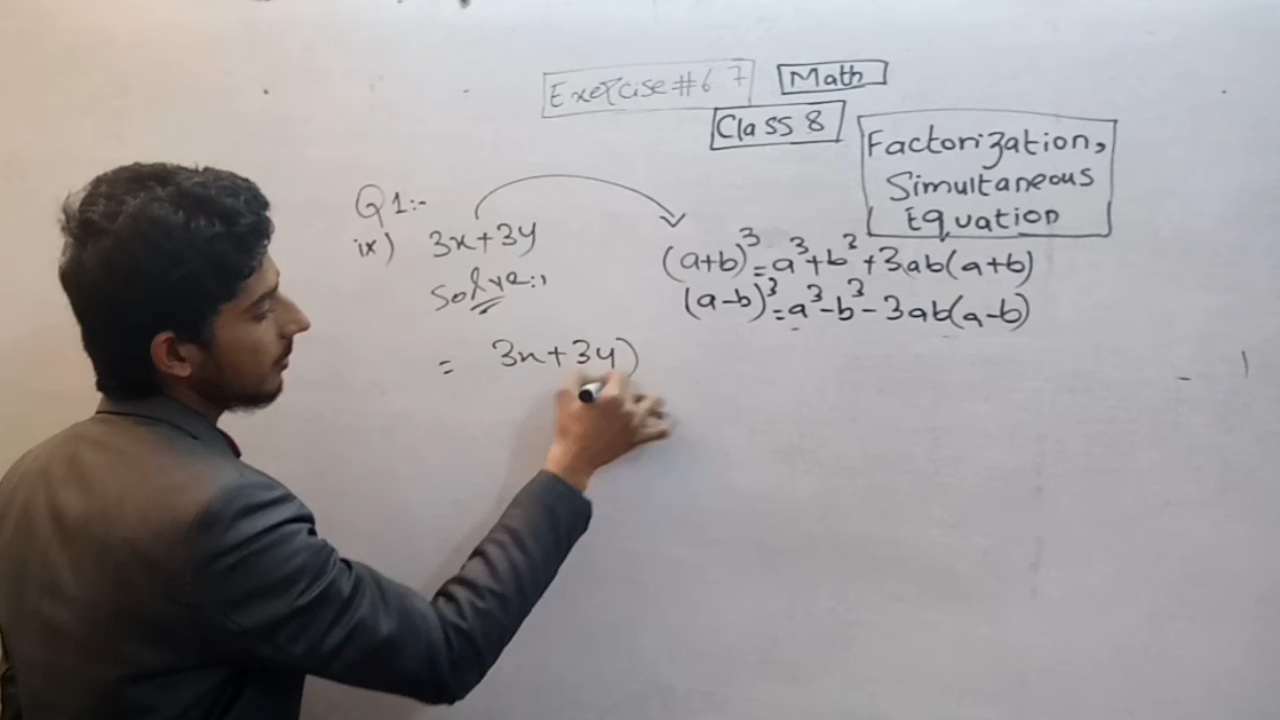 Exercise #6.7
Math
Class 8
Factorization,
Simultaneous
Equation
Q1:-
ix) 3x+3y
Solve:,
= 3x+3y)
(a+b)³=a³+b³+3ab(a+b)
(a-b)³=a³-b³-3ab(a-b)